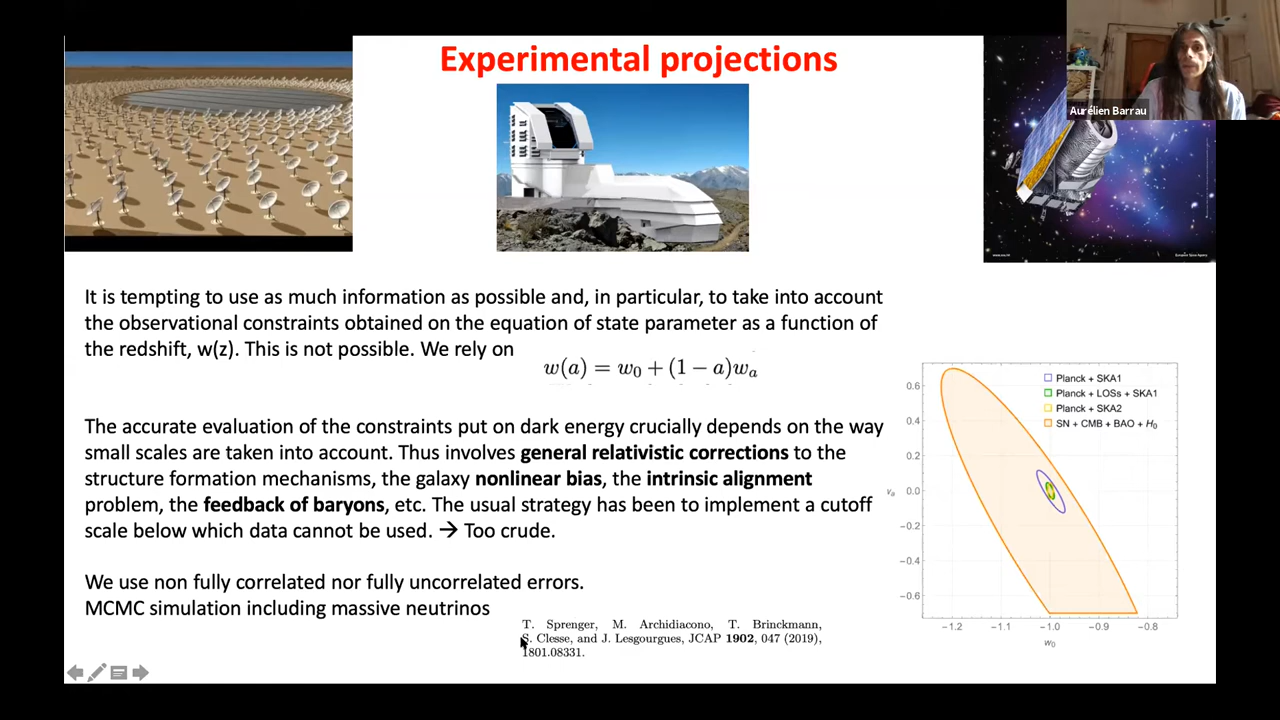 Experimental projections
Aurélien Barrau
It is tempting to use as much information as possible and, in particular, to take into account
the observational constraints obtained on the equation of state parameter as a function of
the redshift, w(z). This is not possible. We rely on
w(a) = w₀ + (1 − a)wₐ
The accurate evaluation of the constraints put on dark energy crucially depends on the way
small scales are taken into account. Thus involves general relativistic corrections to the
structure formation mechanisms, the galaxy nonlinear bias, the intrinsic alignment
problem, the feedback of baryons, etc. The usual strategy has been to implement a cutoff
scale below which data cannot be used. → Too crude.
We use non fully correlated nor fully uncorrelated errors.
MCMC simulation including massive neutrinos
T. Sprenger, M. Archidiacono, T. Brinckmann,
S. Clesse, and J. Lesgourgues, JCAP 1902, 047 (2019),
1801.08331.
Planck + SKA1
Planck + LOSs + SKA1
Planck + SKA2
SN + CMB + BAO + H₀
0.6
0.4
0.2
0.0
−0.2
−0.4
−0.6
−1.2
−1.1
−1.0
−0.9
−0.8
w₀